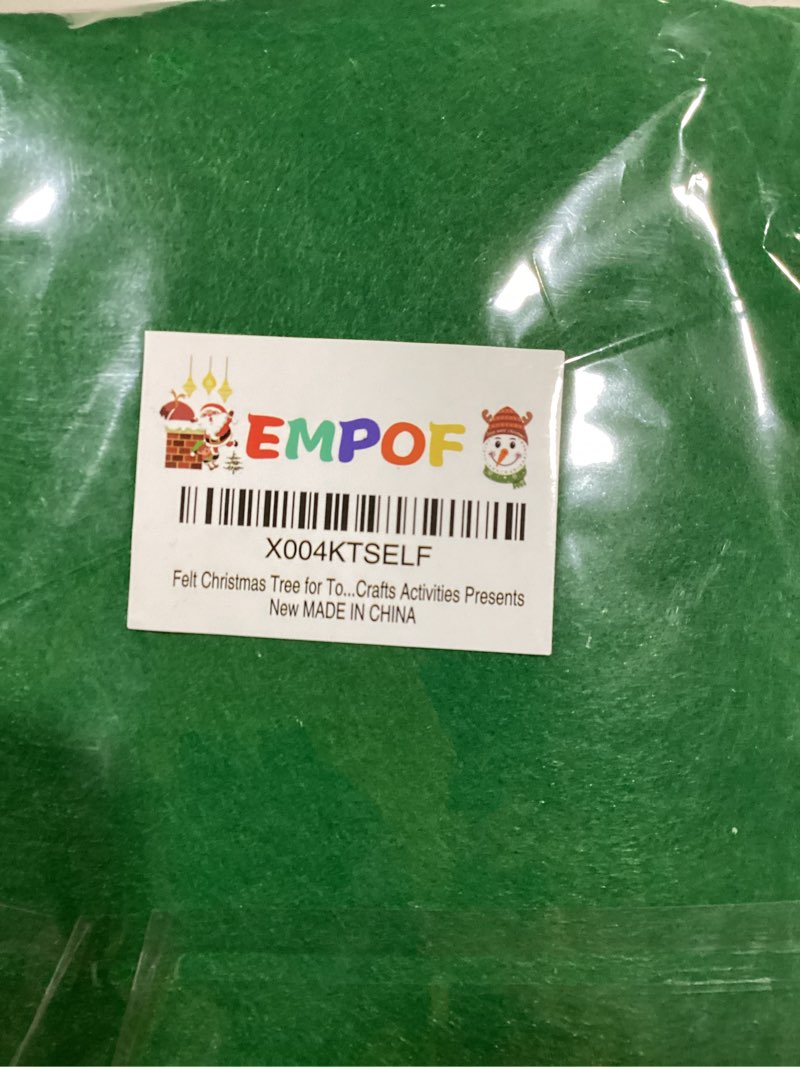 EMPOF
X004KTSELF
Felt Christmas Tree for To...Crafts Activities Presents
New MADE IN CHINA